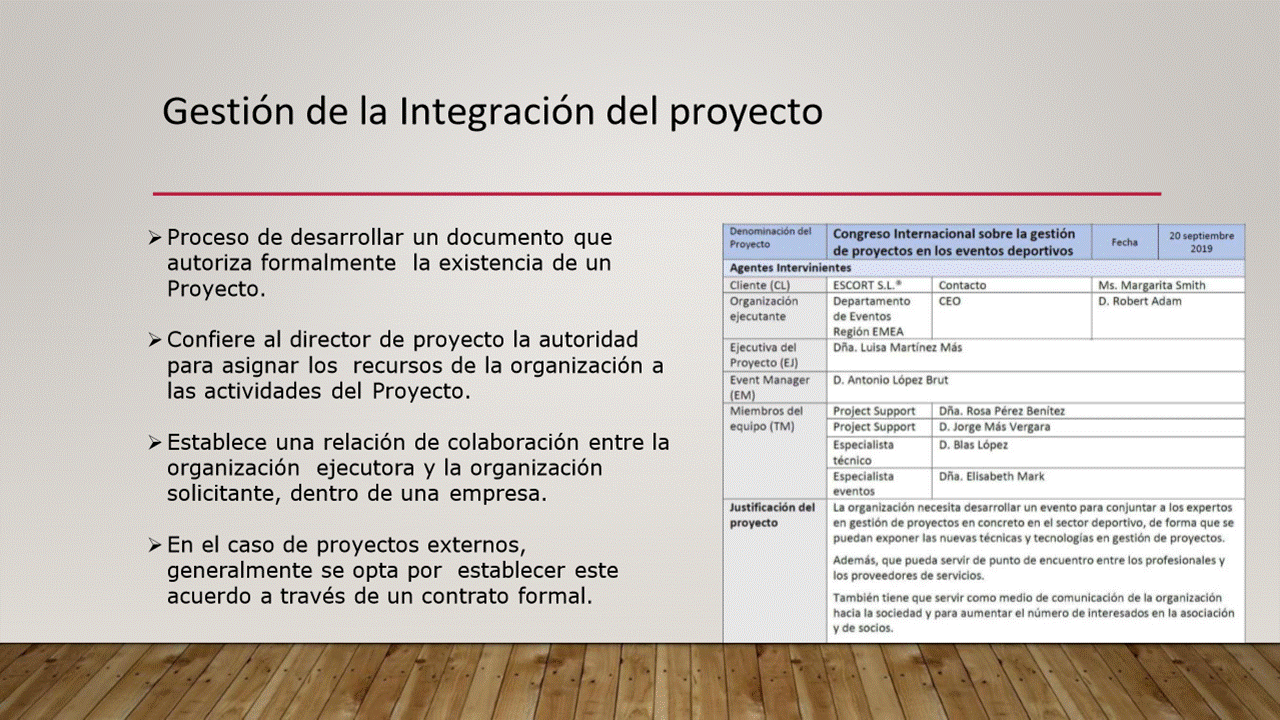 Gestión de la Integración del proyecto
Proceso de desarrollar un documento que
autoriza formalmente la existencia de un
Proyecto.
Confiere al director de proyecto la autoridad
para asignar los recursos de la organización a
las actividades del Proyecto.
Establece una relación de colaboración entre la
organización ejecutora y la organización
solicitante, dentro de una empresa.
En el caso de proyectos externos,
generalmente se opta por establecer este
acuerdo a través de un contrato formal.
Denominación del
Proyecto
Congreso Internacional sobre la gestión
de proyectos en los eventos deportivos
Fecha
20 septiembre
2019
Agentes Intervinientes
Cliente (CL)
ESCORT S.L.®
Contacto
Ms. Margarita Smith
Organización
ejecutante
Departamento
de Eventos
Región EMEA
CEO
D. Robert Adam
Ejecutiva del
Proyecto (EJ)
Dña. Luisa Martínez Más
Event Manager
(EM)
D. Antonio López Brut
Miembros del
equipo (TM)
Project Support
Dña. Rosa Pérez Benítez
Project Support
D. Jorge Más Vergara
Especialista
técnico
D. Blas López
Especialista
eventos
Dña. Elisabeth Mark
Justificación del
proyecto
La organización necesita desarrollar un evento para conjuntar a los expertos
en gestión de proyectos en concreto en el sector deportivo, de forma que se
puedan exponer las nuevas técnicas y tecnologías en gestión de proyectos.
Además, que pueda servir de punto de encuentro entre los profesionales y
los proveedores de servicios.
También tiene que servir como medio de comunicación de la organización
hacia la sociedad y para aumentar el número de interesados en la asociación
y de socios.